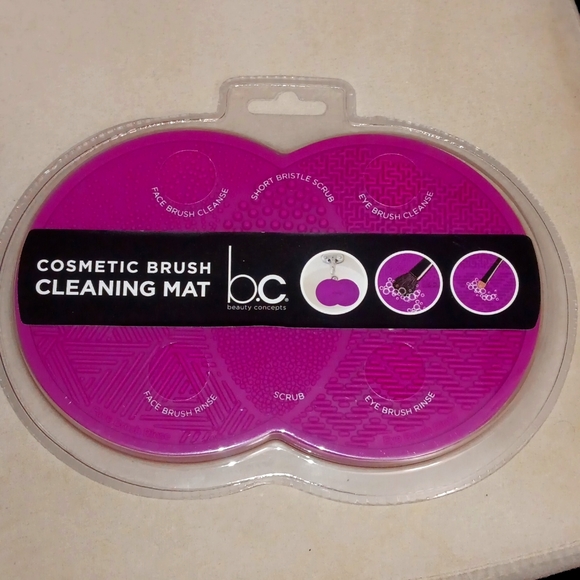 FACE BRUSH CLEANSE
SHORT BRISTLE SCRUB
EYE BRUSH CLEANSE
COSMETIC BRUSH
CLEANING MAT
b.c.®
beauty concepts
FACE BRUSH RINSE
SCRUB
EYE BRUSH RINSE